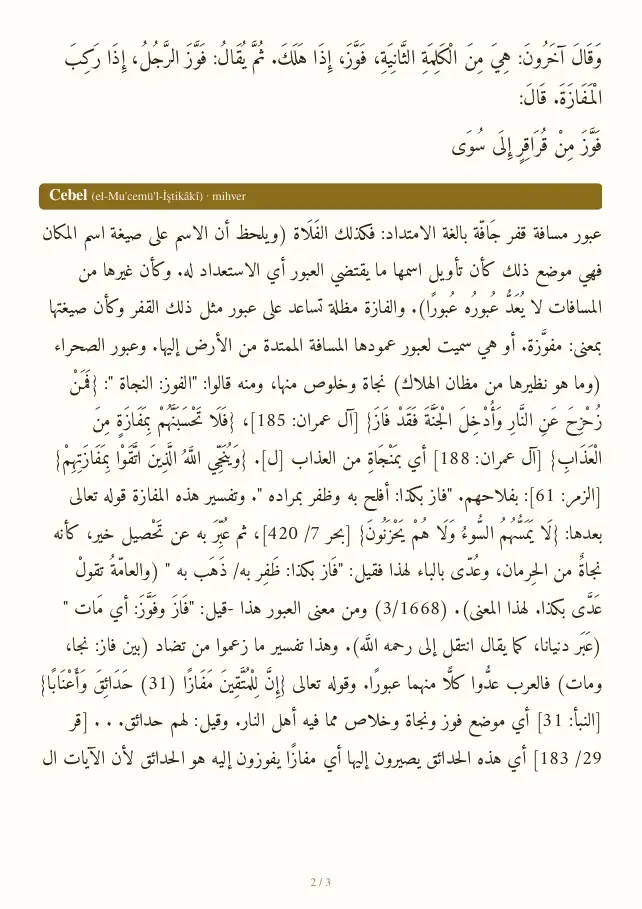 وَقَالَ آخَرُونَ: هِيَ مِنَ الْكَلِمَةِ الثَّانِيَةِ، فَوَّزَ، إِذَا هَلَكَ. ثُمَّ يُقَالُ: فَوَّزَ الرَّجُلُ، إِذَا رَكِبَ
الْمَفَازَةَ. قَالَ:
فَوَّزَ مِنْ قُرَاقِرٍ إِلَى سُوَى
Cebel (el-Mu'cemü'l-İştikâkî) · mihver
عبور مسافة قفر جَافّة بالغة الامتداد: فكذلك الفَلَاة (ويلحظ أن الاسم على صيغة اسم المكان
فهي موضع ذلك كأن تأويل اسمها ما يقتضي العبور أي الاستعداد له. وكأن غيرها من
المسافات لا يُعَدُّ عُبورُه عُبورًا). والفازة مظلة تساعد على عبور مثل ذلك القفر وكأن صيغتها
بمعنى: مفوَّزة. أو هي سميت لعبور عمودها المسافة الممتدة من الأرض إليها. وعبور الصحراء
(وما هو نظيرها من مظان الهلاك) نجاة وخلوص منها، ومنه قالوا: "الفوز: النجاة ": {فَمَنْ
زُحْزِحَ عَنِ النَّارِ وَأُدْخِلَ الْجَنَّةَ فَقَدْ فَازَ} [آل عمران: 185]، {فَلَا تَحْسَبَنَّهُمْ بِمَفَازَةٍ مِنَ
الْعَذَابِ} [آل عمران: 188] أي بمَنْجَاةٍ من العذاب [ل]. {وَيُنَجِّي اللَّهُ الَّذِينَ اتَّقَوْا بِمَفَازَتِهِمْ}
[الزمر: 61]: بفلاحهم. "فاز بكذا: أفلح به وظفر بمراده ". وتفسير هذه المفازة قوله تعالى
بعدها: {لَا يَمَسُّهُمُ السُّوءُ وَلَا هُمْ يَحْزَنُونَ} [بحر 7/ 420]، ثم عُبِّرَ به عن تَحْصيل خير، كأنه
نجاةُ من الحِرمان، وعُدّى بالباء لهذا فقيل: "فَاز بكذا: ظَفِر به/ ذَهَب به " (والعامّةُ تقولْ
عَدَّى بكذا. لهذا المعنى). (3/1668) ومن معنى العبور هذا -قيل: "فَازَ وفَوَّزَ: أي مَات "
(عَبَر دنيانا، كما يقال انتقل إلى رحمه الله). وهذا تفسير ما زعموا من تضاد (بين فاز: نجا،
ومات) فالعرب عدُّوا كلًّا منهما عبورًا. وقوله تعالى {إِنَّ لِلْمُتَّقِينَ مَفَازًا (31) حَدَائِقَ وَأَعْنَابًا}
[النبأ: 31] أي موضع فوز ونجاة وخلاص مما فيه أهل النار. وقيل: لهم حدائق. . . [قر
29/ 183] أي هذه الحدائق يصيرون إليها أي مفازًا يفوزون إليه هو الحدائق لأن الآيات ال
2 / 3